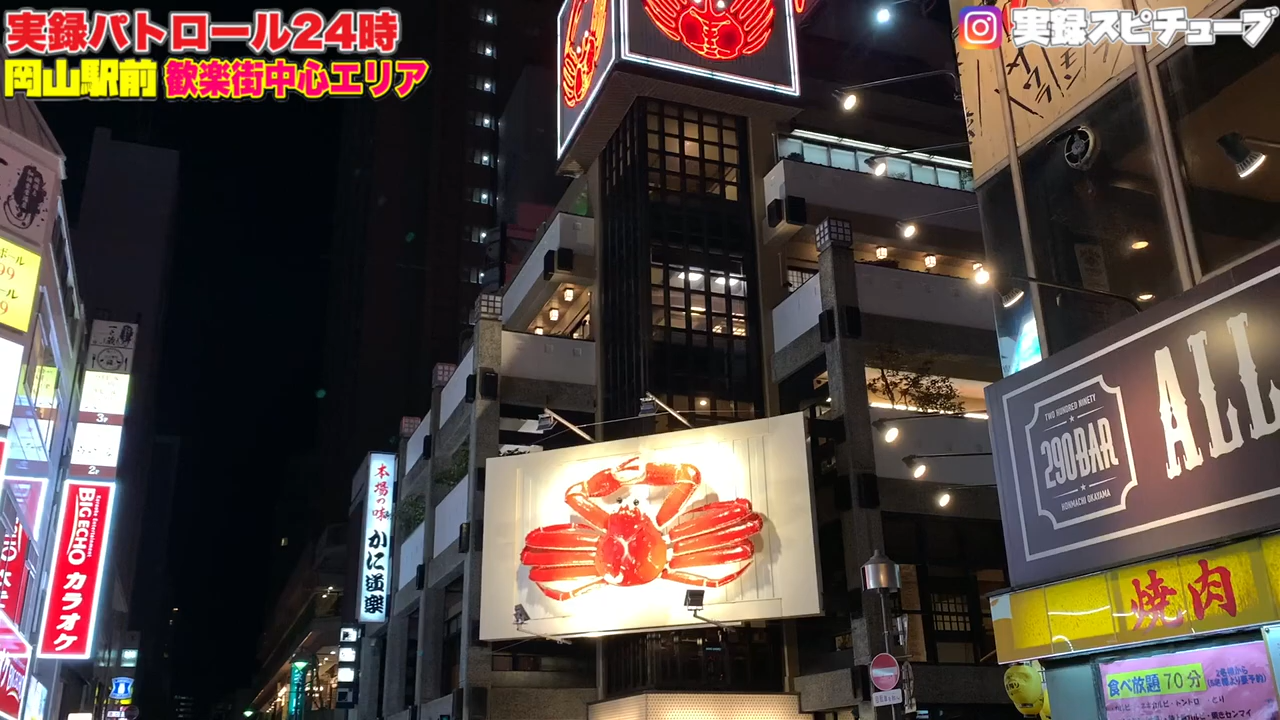 実録パトロール24時
岡山駅前 歓楽街中心エリア
実録スピチューブ
3F
2F
BIG ECHO カラオケ
本場の味 かに道楽
TWO HUNDRED NINETY
290BAR
HONMACHI OKAYAMA
ALL
焼肉
食べ放題70分